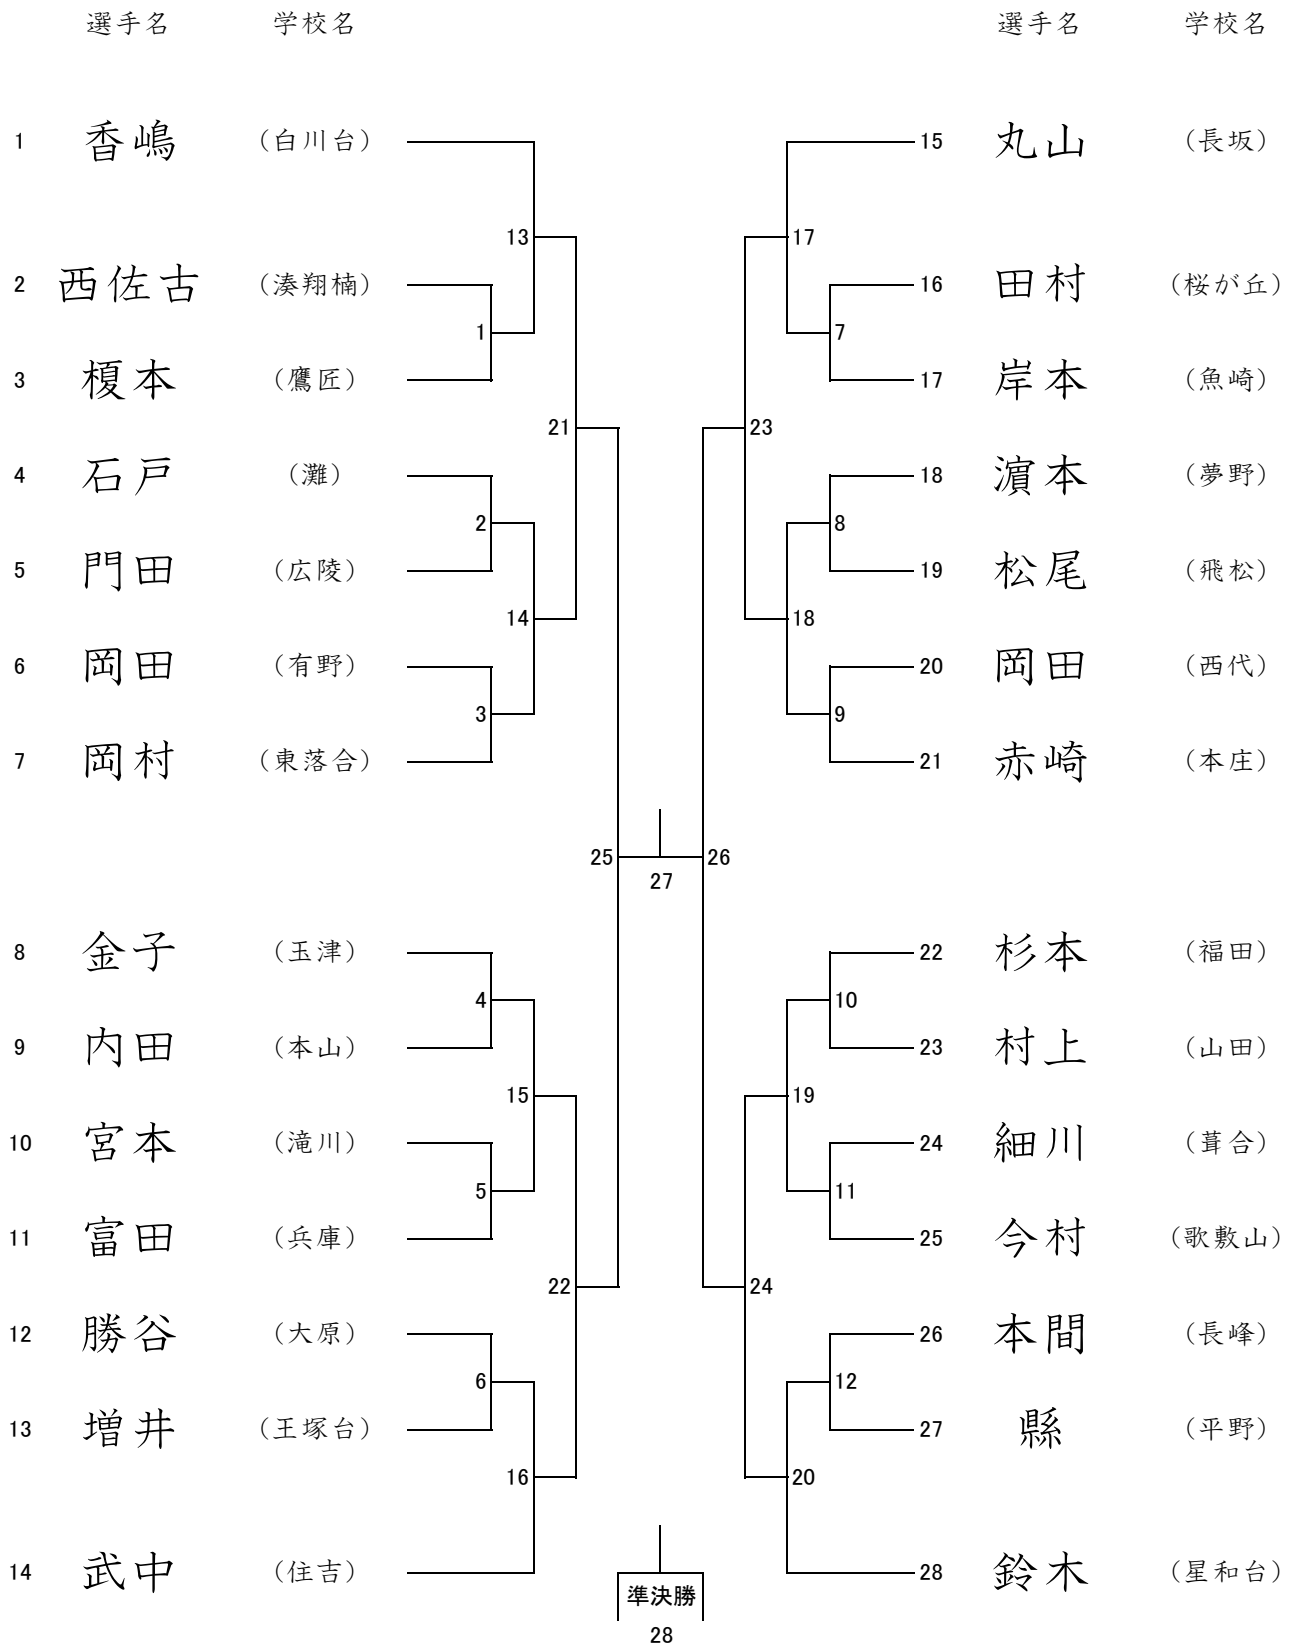 選手名 学校名 選手名 学校名
1 香嶋 （白川台） 15 丸山 （長坂）
13 17
2 西佐古 （湊翔楠） 16 田村 （桜が丘）
1 7
3 榎本 （鷹匠） 17 岸本 （魚崎）
21 23
4 石戸 （灘） 18 濵本 （夢野）
2 8
5 門田 （広陵） 19 松尾 （飛松）
14 18
6 岡田 （有野） 20 岡田 （西代）
3 9
7 岡村 （東落合） 21 赤崎 （本庄）
25 26
27
8 金子 （玉津） 22 杉本 （福田）
4 10
9 内田 （本山） 23 村上 （山田）
15 19
10 宮本 （滝川） 24 細川 （葺合）
5 11
11 富田 （兵庫） 25 今村 （歌敷山）
22 24
12 勝谷 （大原） 26 本間 （長峰）
6 12
13 増井 （王塚台） 27 縣 （平野）
16 20
14 武中 （住吉） 28 鈴木 （星和台）
準決勝
28